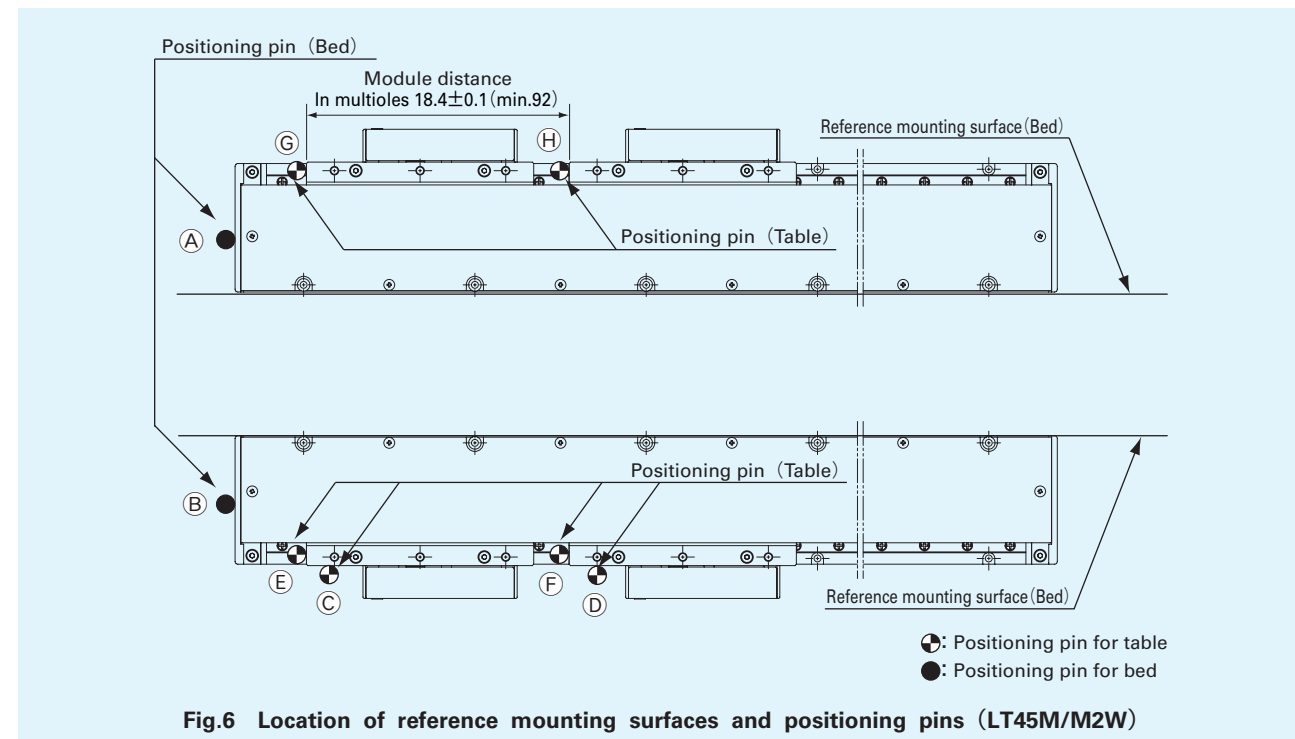 Positioning pin (Bed)
Module distance
In multioles 18.4±0.1(min.92)
Ⓖ
Ⓗ
Reference mounting surface(Bed)
Ⓐ
Positioning pin (Table)
Positioning pin (Table)
Ⓑ
Ⓔ
Ⓒ
Ⓕ
Ⓓ
Reference mounting surface(Bed)
: Positioning pin for table
: Positioning pin for bed
Fig.6 Location of reference mounting surfaces and positioning pins (LT45M/M2W)